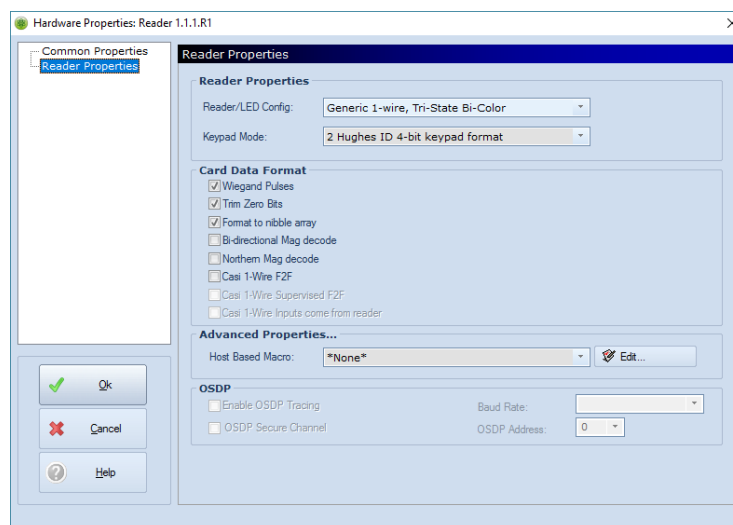 Hardware Properties: Reader 1.1.1.R1
Common Properties
Reader Properties
Reader Properties
Reader Properties
Reader/LED Config:
Generic 1-wire, Tri-State Bi-Color
Keypad Mode:
2 Hughes ID 4-bit keypad format
Card Data Format
Wiegand Pulses
Trim Zero Bits
Format to nibble array
Bi-directional Mag decode
Northern Mag decode
Casi 1-Wire F2F
Casi 1-Wire Supervised F2F
Casi 1-Wire Inputs come from reader
Advanced Properties...
Host Based Macro:
*None*
Edit...
OSDP
Enable OSDP Tracing
Baud Rate:
OSDP Secure Channel
OSDP Address:
0
Ok
Cancel
Help